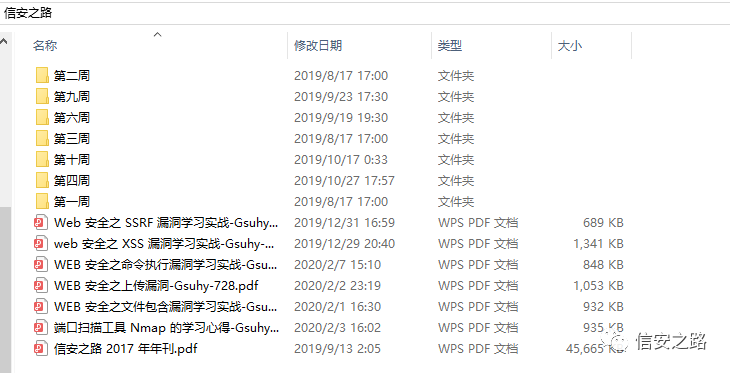 信安之路
名称 修改日期 类型 大小
第二周 2019/8/17 17:00 文件夹
第九周 2019/9/23 17:30 文件夹
第六周 2019/9/19 19:30 文件夹
第三周 2019/8/17 17:00 文件夹
第十周 2019/10/17 0:33 文件夹
第四周 2019/10/27 17:57 文件夹
第一周 2019/8/17 17:00 文件夹
Web 安全之 SSRF 漏洞学习实战-Gsuhy... 2019/12/31 16:59 WPS PDF 文档 689 KB
web 安全之 XSS 漏洞学习实战-Gsuhy-... 2019/12/29 20:40 WPS PDF 文档 1,341 KB
WEB 安全之命令执行漏洞学习实战-Gsu... 2020/2/7 15:10 WPS PDF 文档 848 KB
WEB 安全之上传漏洞-Gsuhy-728.pdf 2020/2/2 23:19 WPS PDF 文档 1,053 KB
WEB 安全之文件包含漏洞学习实战-Gsu... 2020/2/1 16:30 WPS PDF 文档 932 KB
端口扫描工具 Nmap 的学习心得-Gsuhy... 2020/2/3 16:02 WPS PDF 文档 935 KB
信安之路 2017 年年刊.pdf 2019/9/13 2:05 WPS PDF 文档 45,665 KB
信安之路